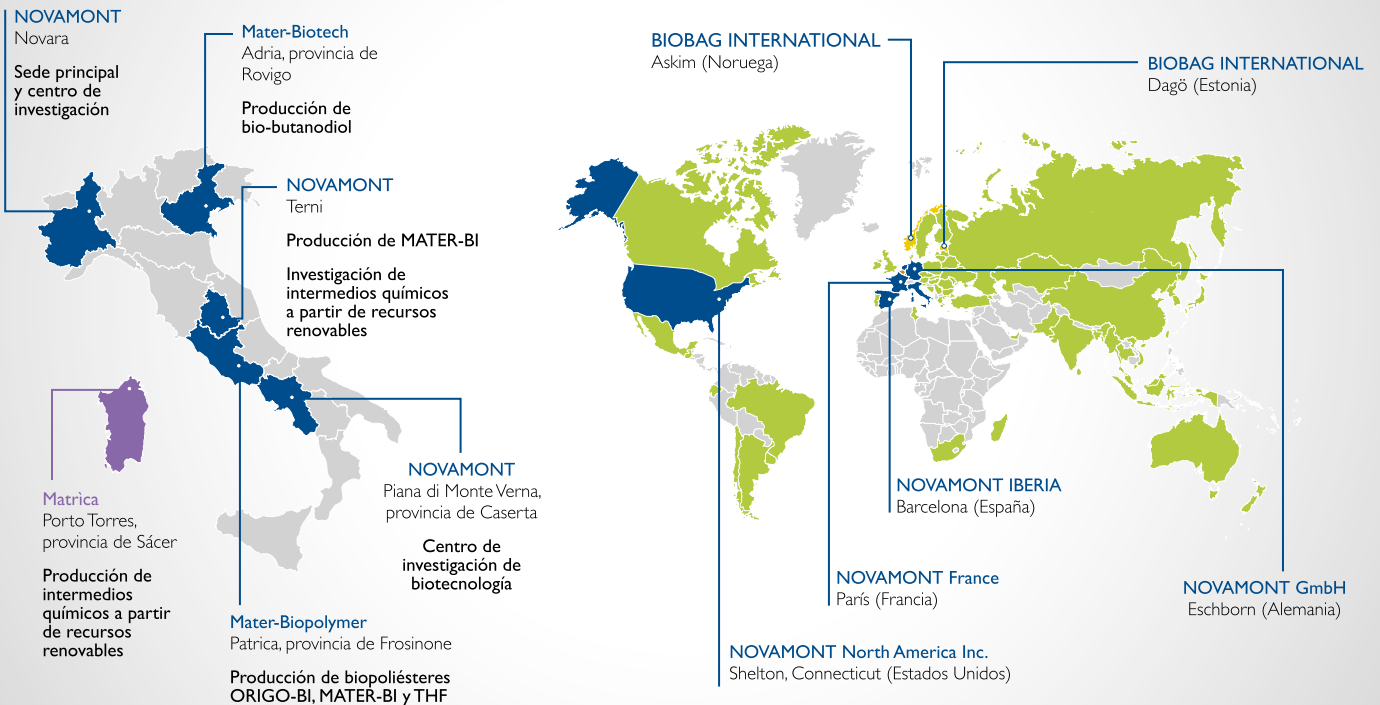 NOVAMONT
Novara
Sede principal
y centro de
investigación
Mater-Biotech
Adria, provincia de
Rovigo
Producción de
bio-butanodiol
NOVAMONT
Terni
Producción de MATER-BI
Investigación de
intermedios químicos
a partir de recursos
renovables
Matrìca
Porto Torres,
provincia de Sácer
Producción de
intermedios
químicos a partir
de recursos
renovables
NOVAMONT
Piana di Monte Verna,
provincia de Caserta
Centro de
investigación de
biotecnología
Mater-Biopolymer
Patrica, provincia de Frosinone
Producción de biopoliésteres
ORIGO-BI, MATER-BI y THF
BIOBAG INTERNATIONAL
Askim (Noruega)
BIOBAG INTERNATIONAL
Dagö (Estonia)
NOVAMONT IBERIA
Barcelona (España)
NOVAMONT France
París (Francia)
NOVAMONT GmbH
Eschborn (Alemania)
NOVAMONT North America Inc.
Shelton, Connecticut (Estados Unidos)